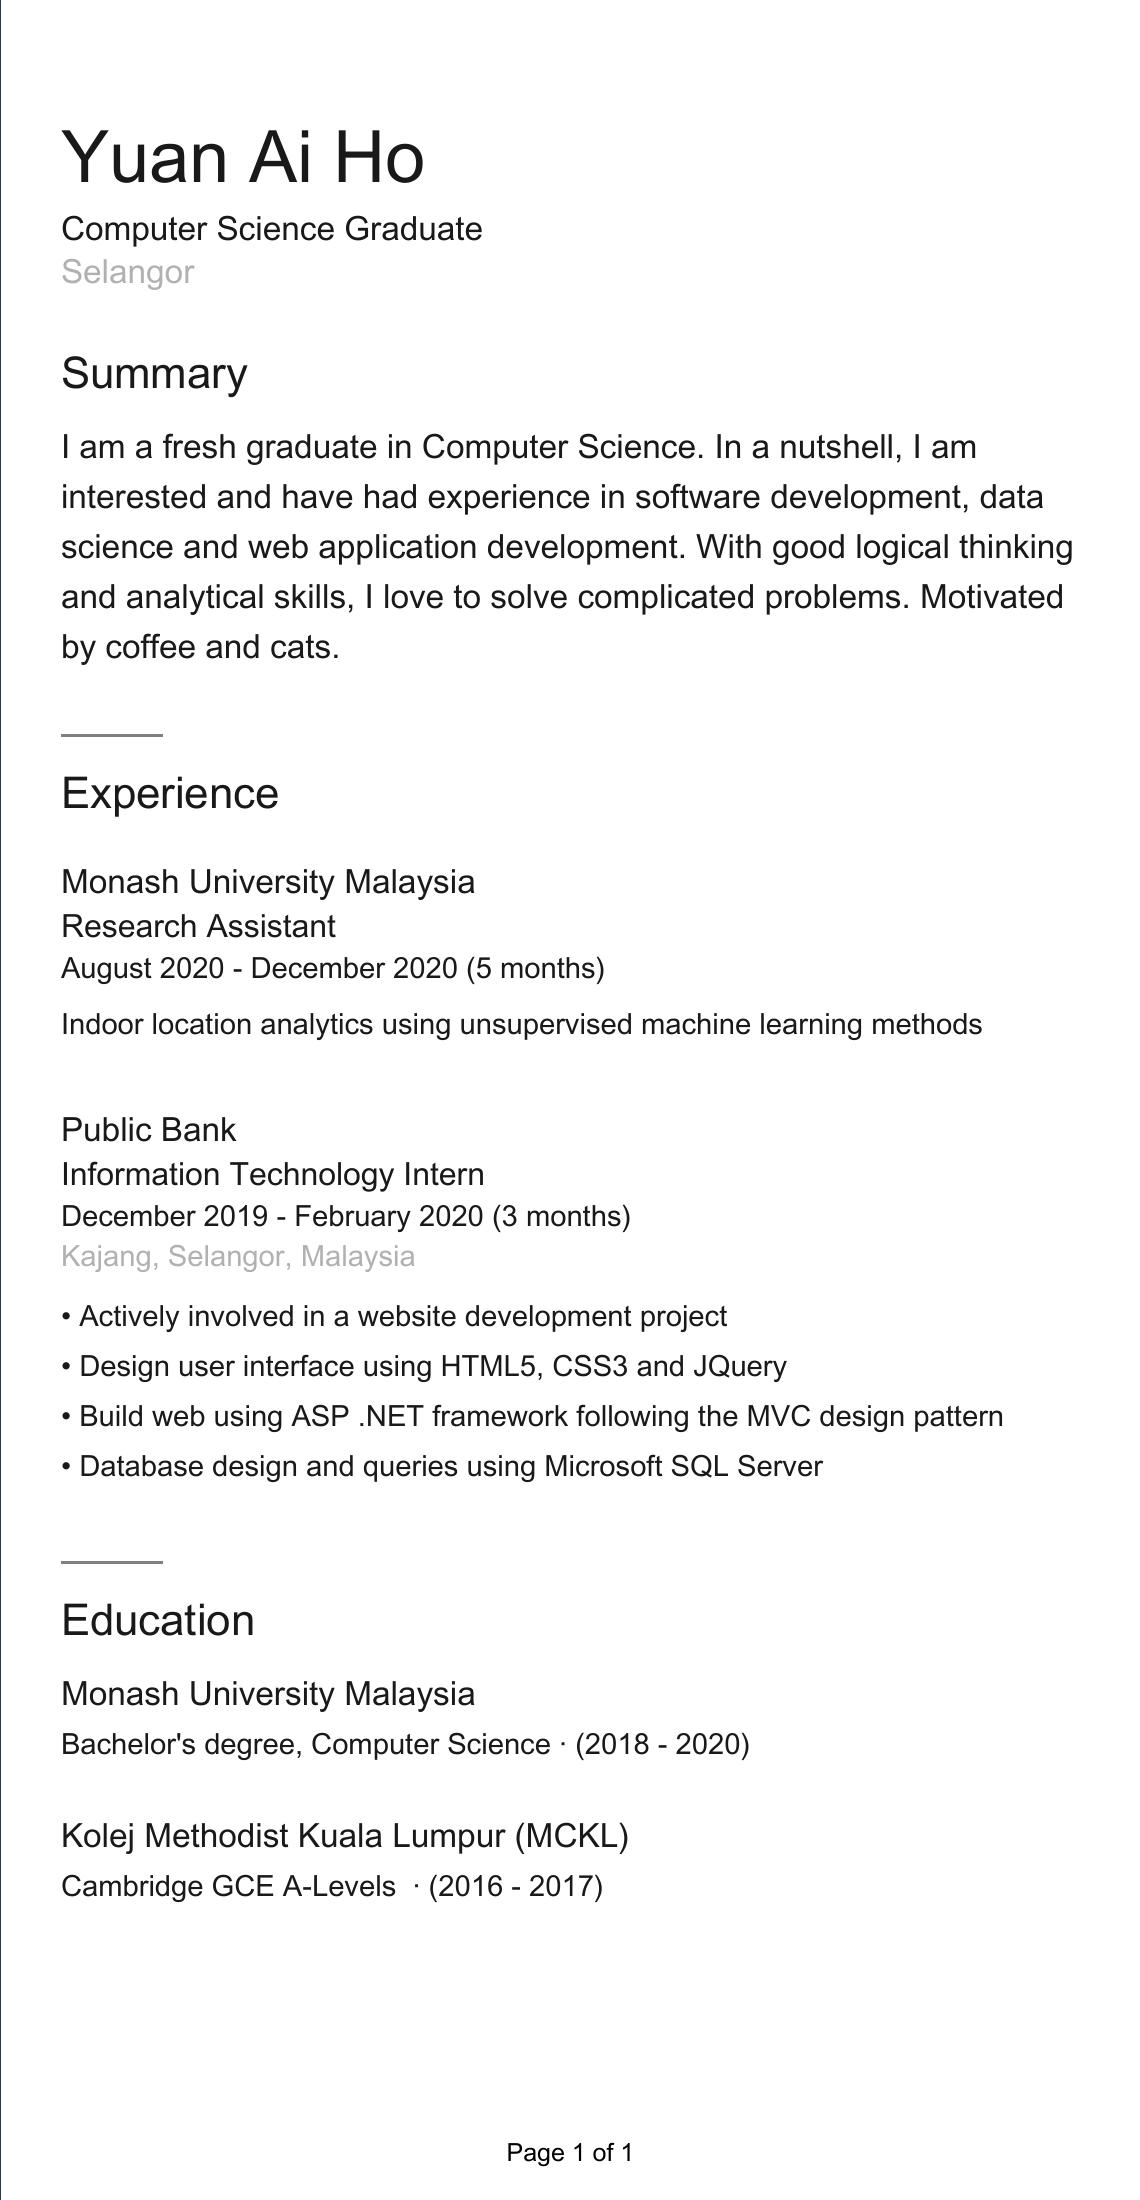 Yuan Ai Ho
Computer Science Graduate
Selangor
Summary
I am a fresh graduate in Computer Science. In a nutshell, I am
interested and have had experience in software development, data
science and web application development. With good logical thinking
and analytical skills, I love to solve complicated problems. Motivated
by coffee and cats.
Experience
Monash University Malaysia
Research Assistant
August 2020 - December 2020 (5 months)
Indoor location analytics using unsupervised machine learning methods
Public Bank
Information Technology Intern
December 2019 - February 2020 (3 months)
Kajang, Selangor, Malaysia
• Actively involved in a website development project
• Design user interface using HTML5, CSS3 and JQuery
• Build web using ASP .NET framework following the MVC design pattern
• Database design and queries using Microsoft SQL Server
Education
Monash University Malaysia
Bachelor's degree, Computer Science · (2018 - 2020)
Kolej Methodist Kuala Lumpur (MCKL)
Cambridge GCE A-Levels · (2016 - 2017)
Page 1 of 1